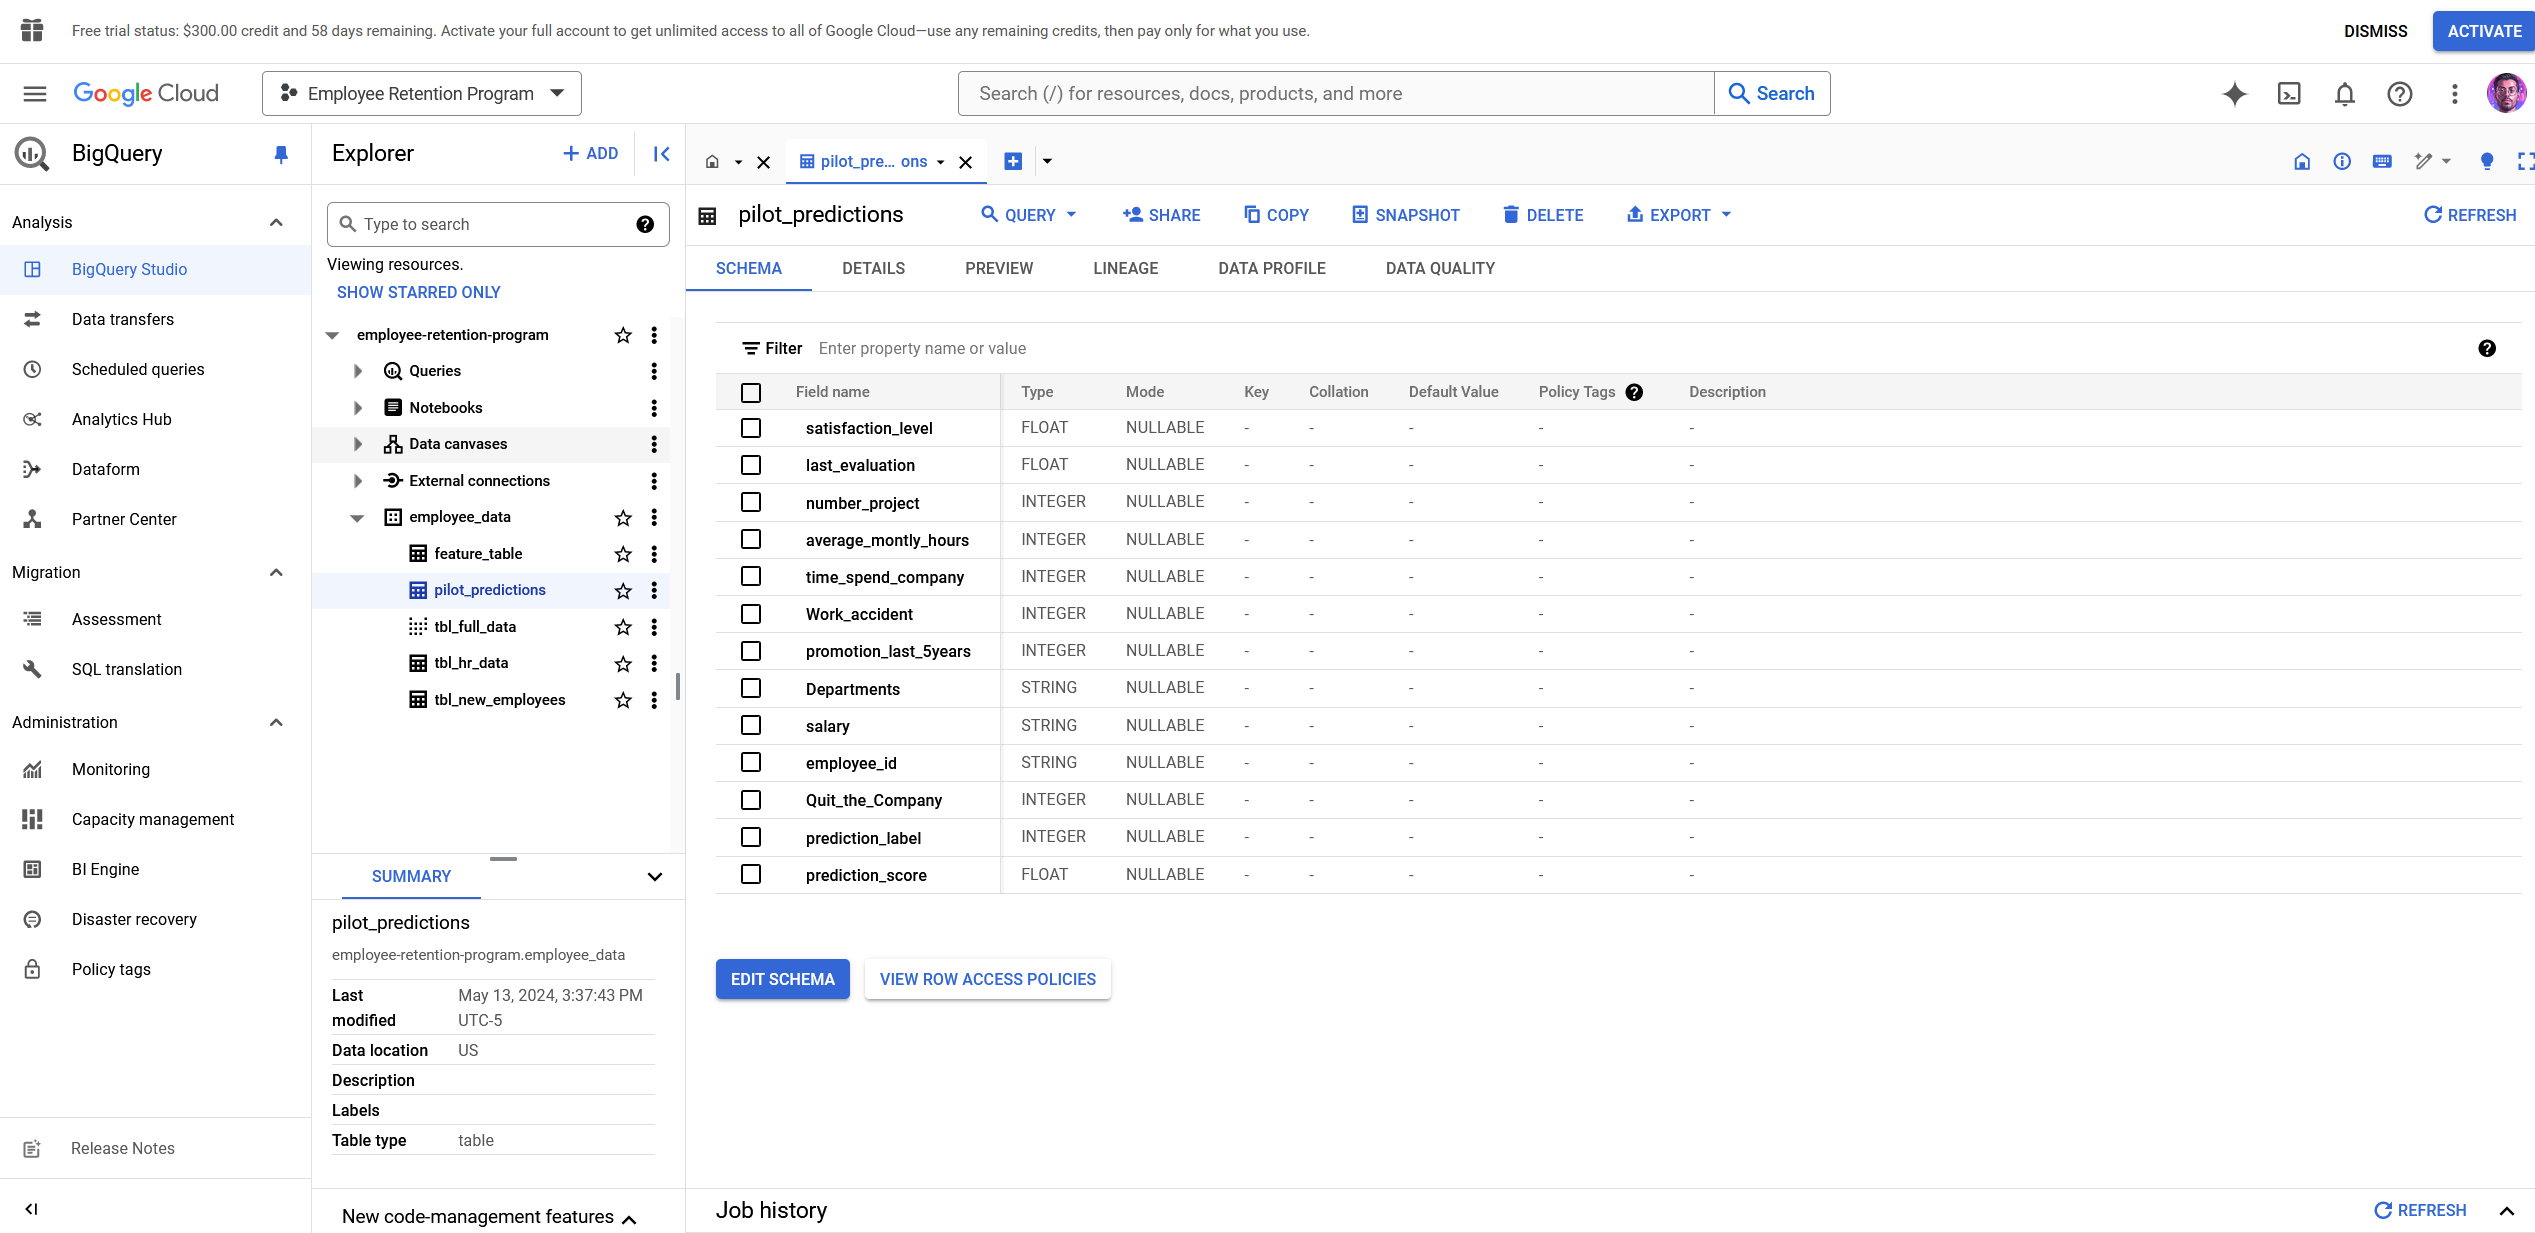 Free trial status: $300.00 credit and 58 days remaining. Activate your full account to get unlimited access to all of Google Cloud—use any remaining credits, then pay only for what you use.
DISMISS
ACTIVATE
Google Cloud
Employee Retention Program
Search (/) for resources, docs, products, and more
Search
BigQuery
Analysis
BigQuery Studio
Data transfers
Scheduled queries
Analytics Hub
Dataform
Partner Center
Migration
Assessment
SQL translation
Administration
Monitoring
Capacity management
BI Engine
Disaster recovery
Policy tags
Release Notes
Explorer
+ ADD
Type to search
Viewing resources.
SHOW STARRED ONLY
employee-retention-program
Queries
Notebooks
Data canvases
External connections
employee_data
feature_table
pilot_predictions
tbl_full_data
tbl_hr_data
tbl_new_employees
SUMMARY
pilot_predictions
employee-retention-program.employee_data
Last modified May 13, 2024, 3:37:43 PM UTC-5
Data location US
Description
Labels
Table type table
New code-management features
pilot_pre... ons
pilot_predictions
QUERY
SHARE
COPY
SNAPSHOT
DELETE
EXPORT
REFRESH
SCHEMA DETAILS PREVIEW LINEAGE DATA PROFILE DATA QUALITY
Filter Enter property name or value
Field name Type Mode Key Collation Default Value Policy Tags Description
satisfaction_level FLOAT NULLABLE - - - - -
last_evaluation FLOAT NULLABLE - - - - -
number_project INTEGER NULLABLE - - - - -
average_montly_hours INTEGER NULLABLE - - - - -
time_spend_company INTEGER NULLABLE - - - - -
Work_accident INTEGER NULLABLE - - - - -
promotion_last_5years INTEGER NULLABLE - - - - -
Departments STRING NULLABLE - - - - -
salary STRING NULLABLE - - - - -
employee_id STRING NULLABLE - - - - -
Quit_the_Company INTEGER NULLABLE - - - - -
prediction_label INTEGER NULLABLE - - - - -
prediction_score FLOAT NULLABLE - - - - -
EDIT SCHEMA
VIEW ROW ACCESS POLICIES
Job history
REFRESH